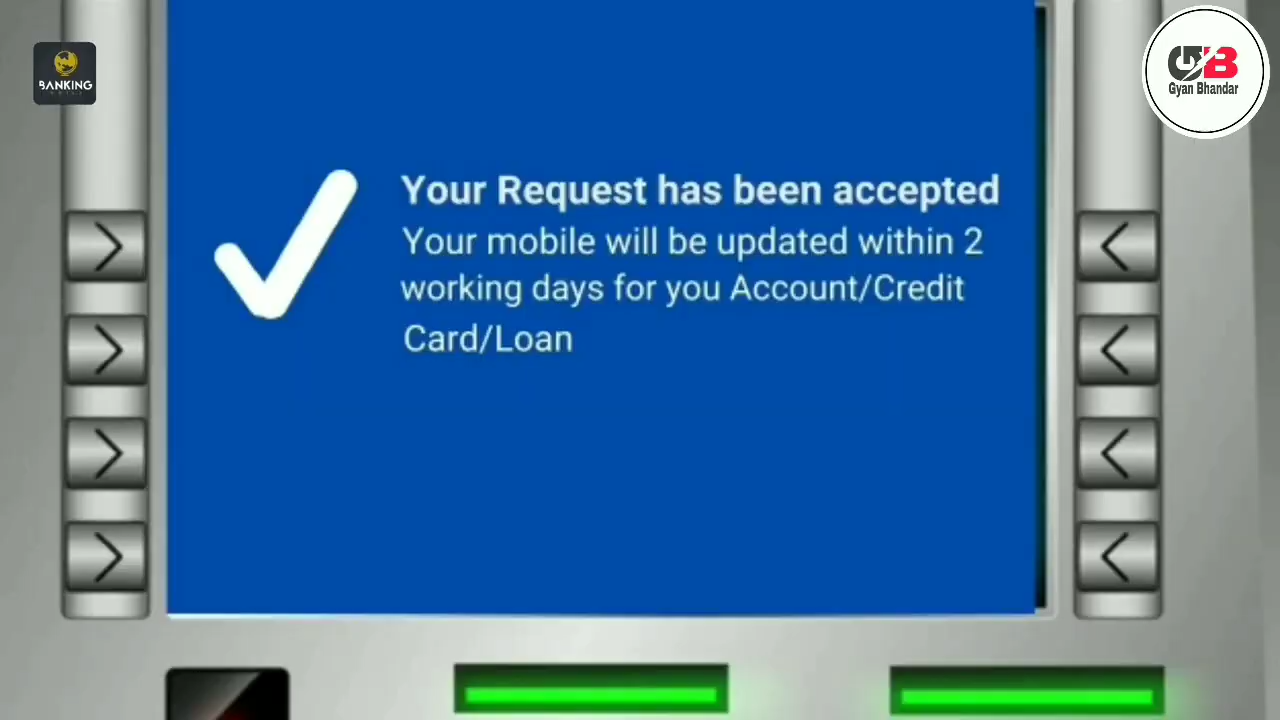 BANKING
GB
Gyan Bhandar
Your Request has been accepted
Your mobile will be updated within 2
working days for you Account/Credit
Card/Loan